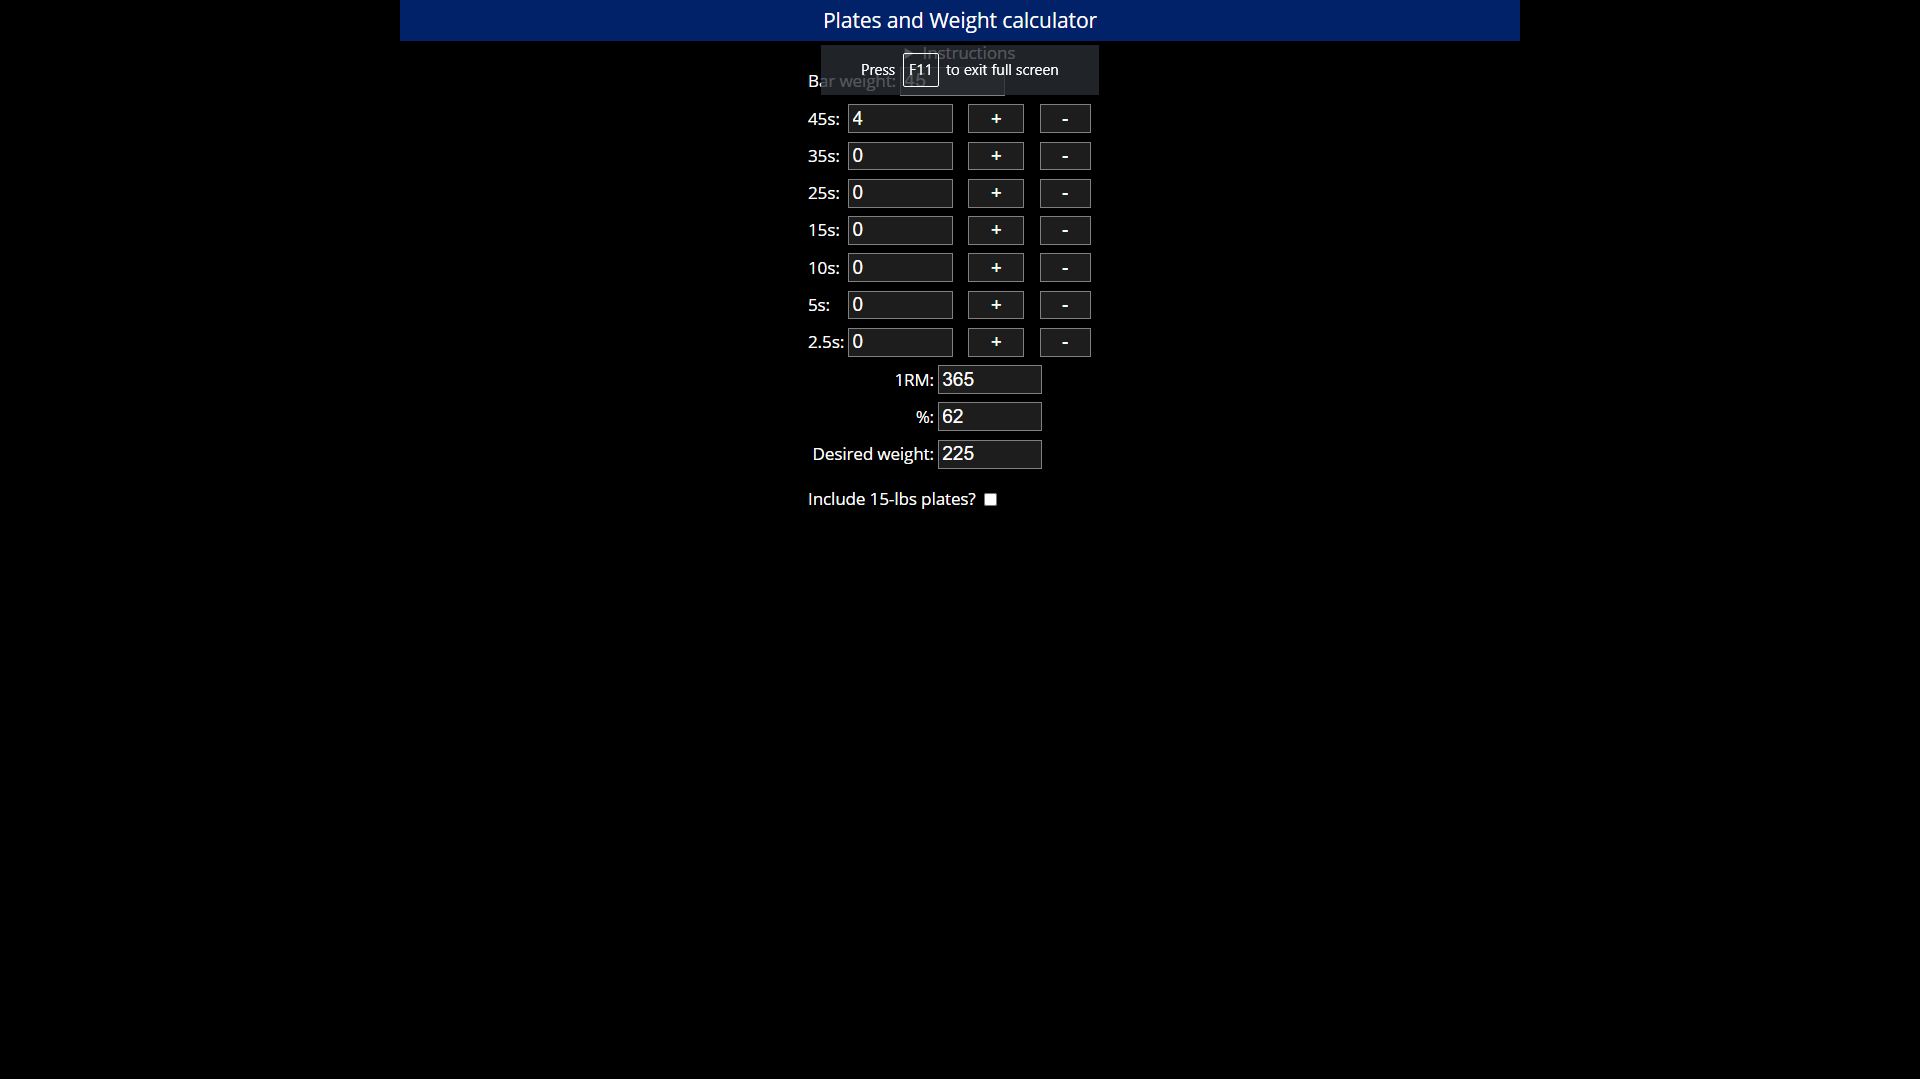 Plates and Weight calculator
▶ Instructions
Press F11 to exit full screen
Bar weight: 45
45s: 4 + -
35s: 0 + -
25s: 0 + -
15s: 0 + -
10s: 0 + -
5s: 0 + -
2.5s: 0 + -
1RM: 365
%: 62
Desired weight: 225
Include 15-lbs plates?